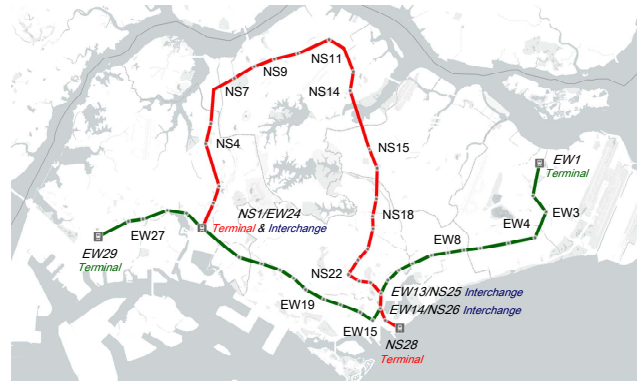 NS11
NS9
NS7
NS14
NS4
NS15
EW1
Terminal
NS1/EW24
Terminal & Interchange
NS18
EW3
EW4
EW27
EW29
Terminal
EW8
NS22
EW13/NS25 Interchange
EW19
EW14/NS26 Interchange
EW15
NS28
Terminal